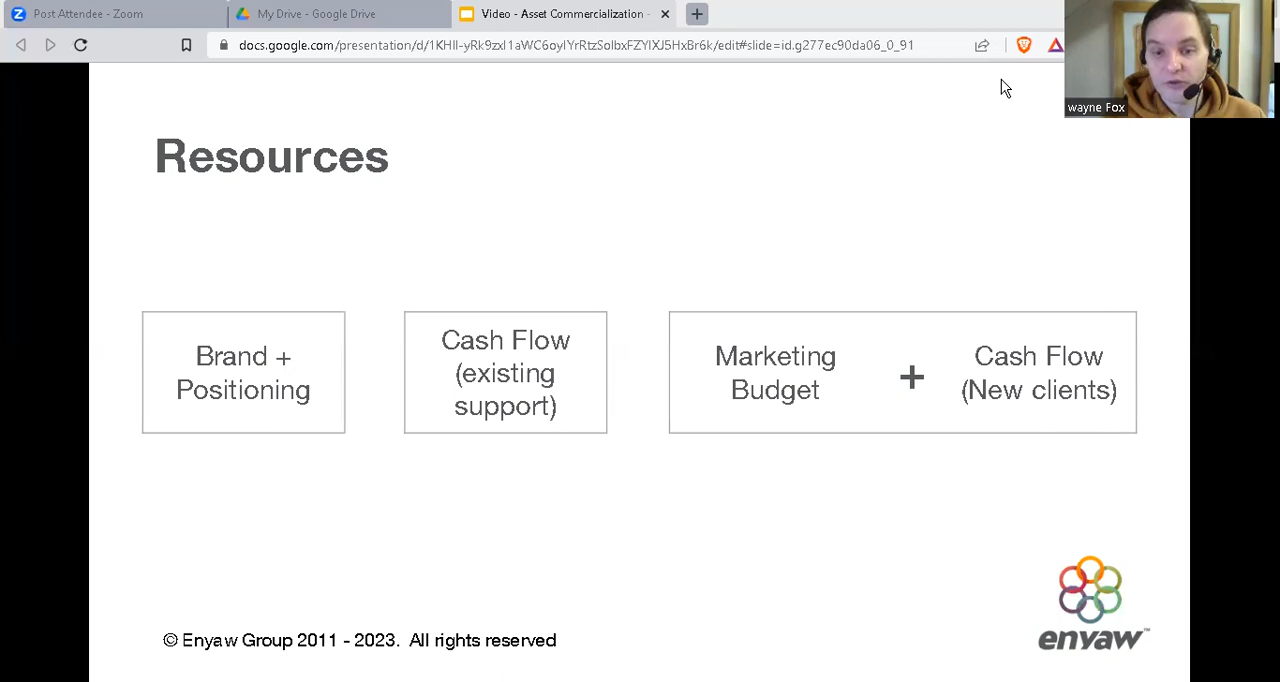 Post Attendee - Zoom
My Drive - Google Drive
Video - Asset Commercialization -
docs.google.com/presentation/d/1KHIl-yRk9zxI1aWC6oylYrRtzSolbxFZYlXJ5HxBr6k/edit#slide=id.g277ec90da06_0_91
wayne Fox
Resources
Brand +
Positioning
Cash Flow
(existing
support)
Marketing
Budget
+
Cash Flow
(New clients)
© Enyaw Group 2011 - 2023. All rights reserved
enyaw™